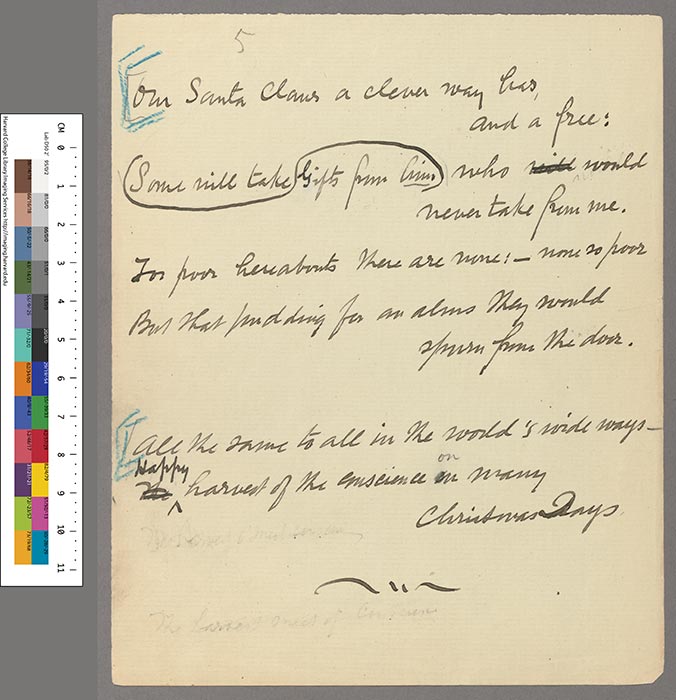 5
Our Santa Claus a clever way has,
and a free:
Some will take Gifts from him who will would
never take from me.
For poor hereabouts there are none: — none so poor
But that pudding for an alms they would
spurn from the door.
All the same to all in the world's wide ways—
Happy on
The harvest of the conscience on many
Christmas Days.
The harvest of Conscience
CM 0 1 2 3 4 5 6 7 8 9 10 11
Harvard College Library Imaging Services http://imaging.harvard.edu